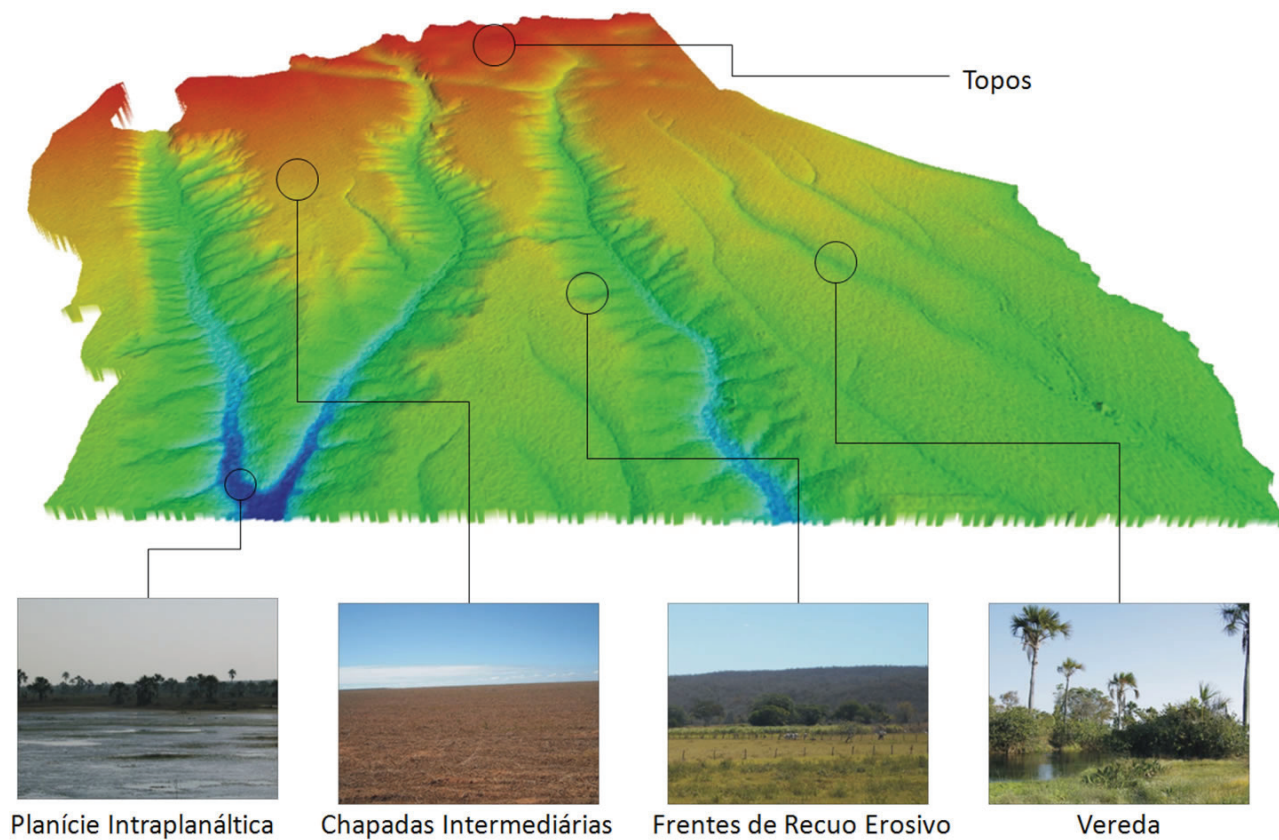 Topos
Planície Intraplanáltica
Chapadas Intermediárias
Frentes de Recuo Erosivo
Vereda